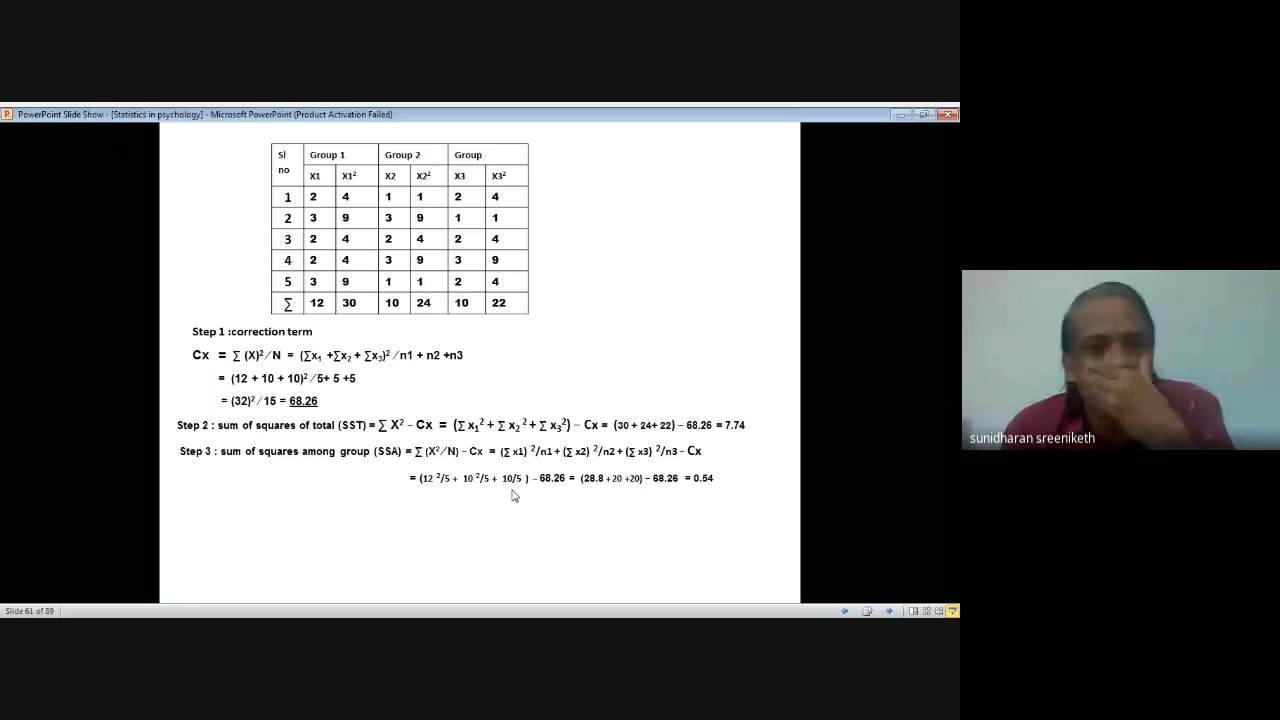 PowerPoint Slide Show - [Statistics in psychology] - Microsoft PowerPoint (Product Activation Failed)
Sl no Group 1 Group 2 Group
X1 X1² X2 X2² X3 X3²
1 2 4 1 1 2 4
2 3 9 3 9 1 1
3 2 4 2 4 2 4
4 2 4 3 9 3 9
5 3 9 1 1 2 4
∑ 12 30 10 24 10 22
Step 1 :correction term
Cx = ∑ (X)²/N = (∑x₁ +∑x₂ + ∑x₃)² /n1 + n2 +n3
= (12 + 10 + 10)² /5+ 5 +5
= (32)² / 15 = 68.26
Step 2 : sum of squares of total (SST) = ∑ X² – Cx = (∑ x₁² + ∑ x₂² + ∑ x₃²) – Cx = (30 + 24+ 22) – 68.26 = 7.74
Step 3 : sum of squares among group (SSA) = ∑ (X²/N) – Cx = (∑ x1) ²/n1 + (∑ x2) ²/n2 + (∑ x3) ²/n3 – Cx
= (12 ²/5 + 10 ²/5 + 10/5 ) – 68.26 = (28.8 + 20 +20) – 68.26 = 0.54
sunidharan sreeniketh
Slide 61 of 89